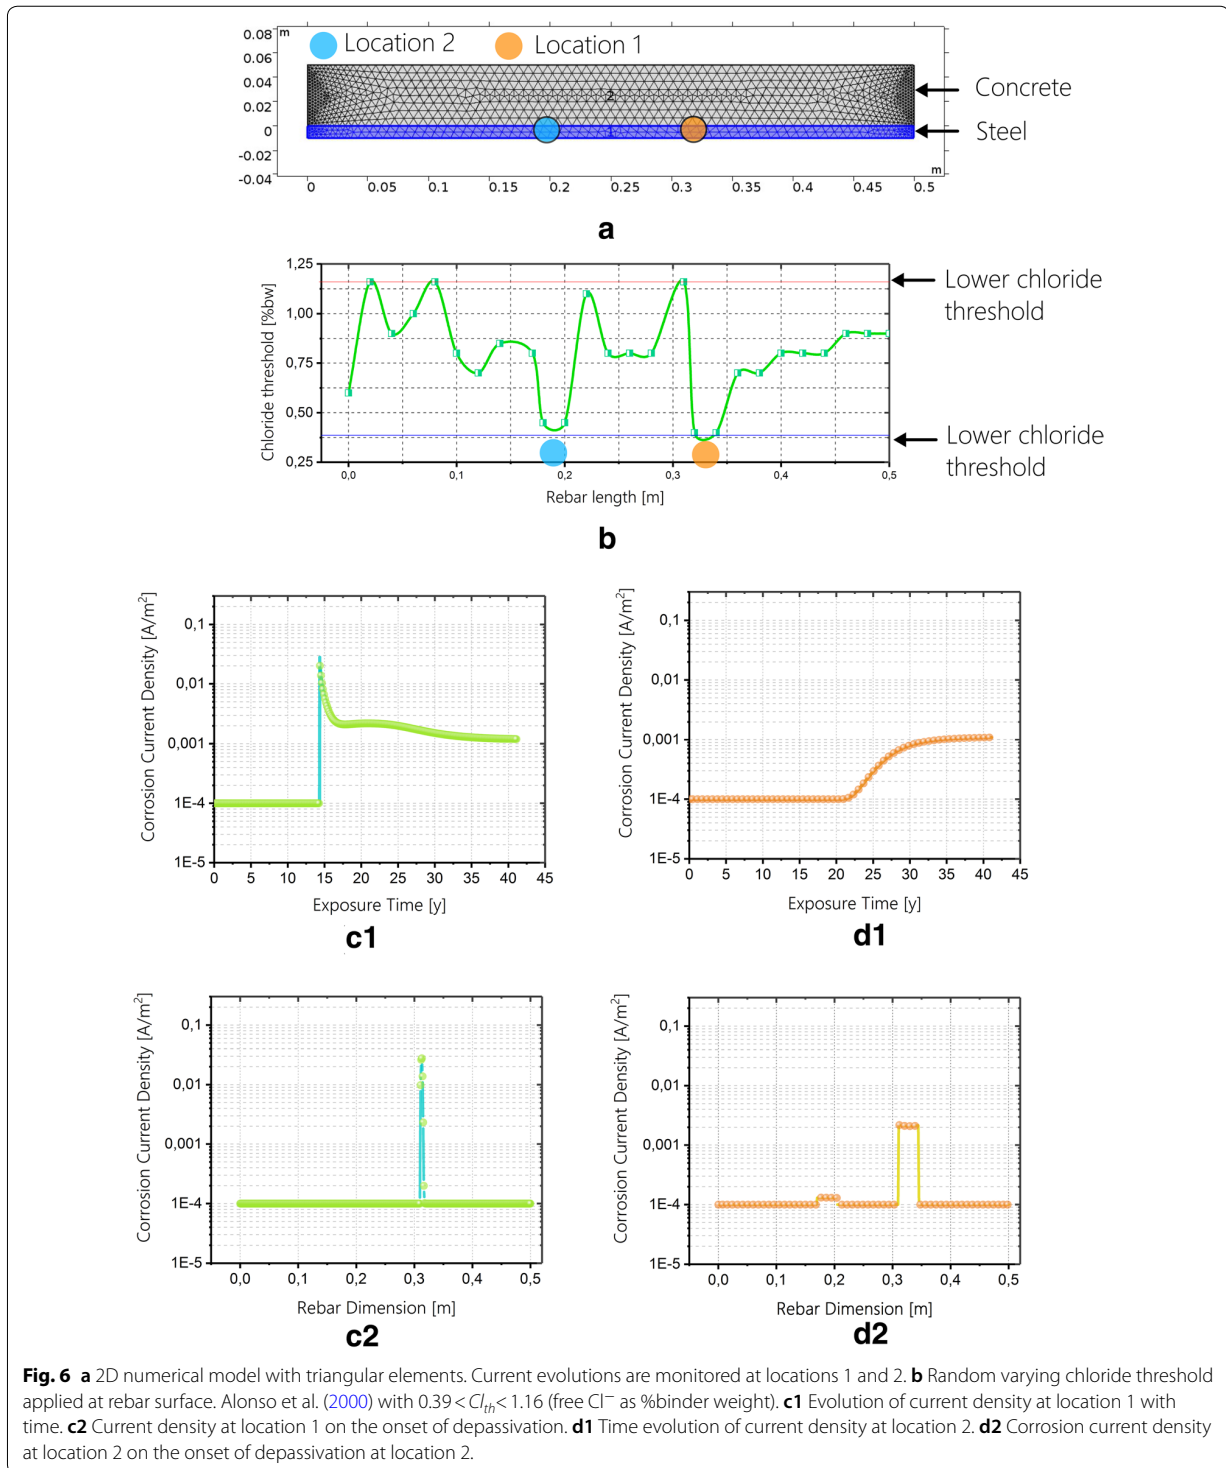 0.08 m
0.06
0.04
0.02
0
-0.02
-0.04
Location 2 Location 1
2
1
Concrete
Steel
m
0 0.05 0.1 0.15 0.2 0.25 0.3 0.35 0.4 0.45 0.5
a
Chloride threshold [%bw]
1,25
1,00
0,75
0,50
0,25
Lower chloride
threshold
Lower chloride
threshold
0,0 0,1 0,2 0,3 0,4 0,5
Rebar length [m]
b
Corrosion Current Density [A/m²]
0,1
0,01
0,001
1E-4
1E-5
0 5 10 15 20 25 30 35 40 45
Exposure Time [y]
c1
Corrosion Current Density [A/m²]
0,1
0,01
0,001
1E-4
1E-5
0 5 10 15 20 25 30 35 40 45
Exposure Time [y]
d1
Corrosion Current Density [A/m²]
0,1
0,01
0,001
1E-4
1E-5
0,0 0,1 0,2 0,3 0,4 0,5
Rebar Dimension [m]
c2
Corrosion Current Density [A/m²]
0,1
0,01
0,001
1E-4
1E-5
0,0 0,1 0,2 0,3 0,4 0,5
Rebar Dimension [m]
d2
Fig. 6 a 2D numerical model with triangular elements. Current evolutions are monitored at locations 1 and 2. b Random varying chloride threshold
applied at rebar surface. Alonso et al. (2000) with 0.39 < Cl_th < 1.16 (free Cl⁻ as %binder weight). c1 Evolution of current density at location 1 with
time. c2 Current density at location 1 on the onset of depassivation. d1 Time evolution of current density at location 2. d2 Corrosion current density
at location 2 on the onset of depassivation at location 2.